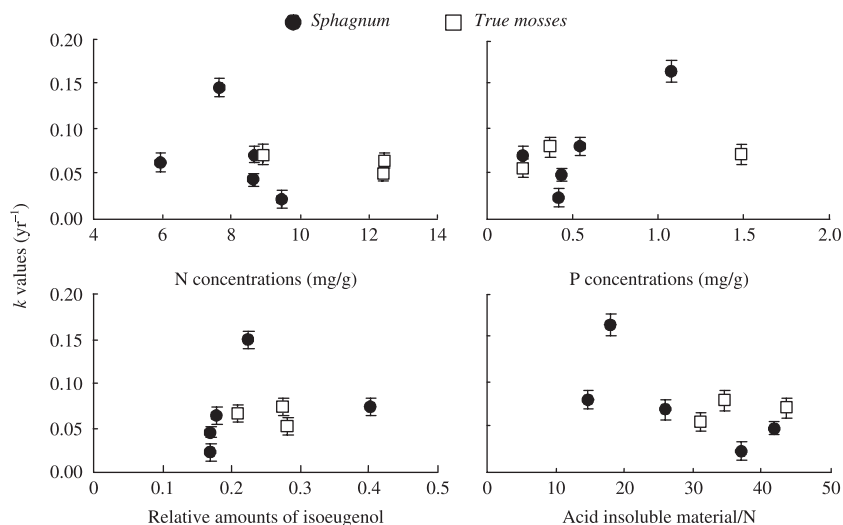 Sphagnum True mosses
0.20
0.15
0.10
0.05
0.00
4 6 8 10 12 14
N concentrations (mg/g)
0 0.5 1.0 1.5 2.0
P concentrations (mg/g)
k values (yr⁻¹)
0.20
0.15
0.10
0.05
0.00
0 0.1 0.2 0.3 0.4 0.5
Relative amounts of isoeugenol
0 10 20 30 40 50
Acid insoluble material/N